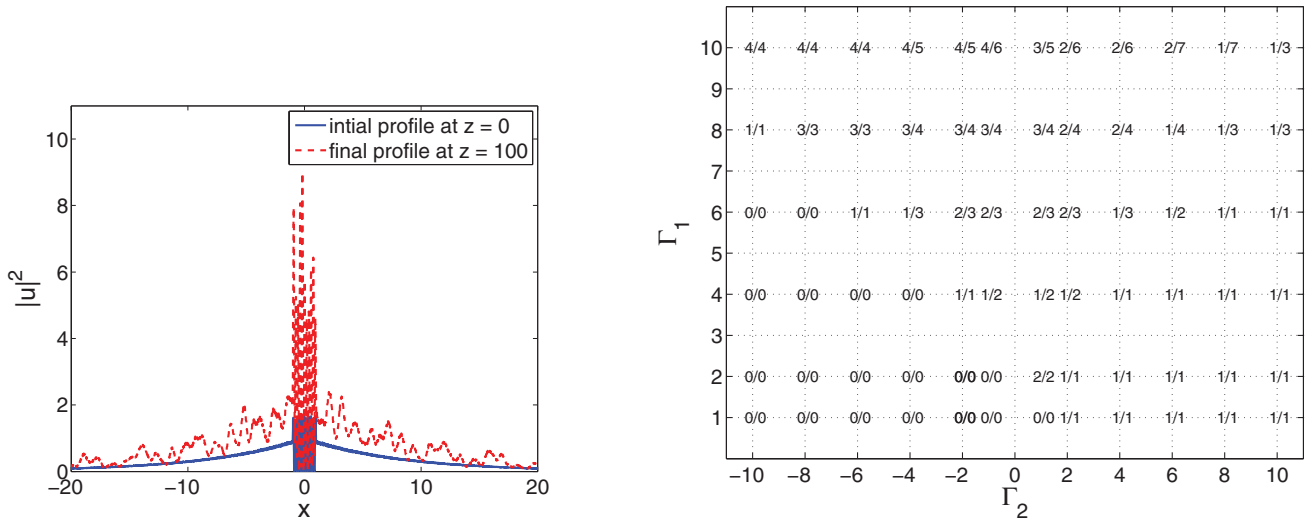 |u|²
10
8
6
4
2
0
−20
−10
0
10
20
x
intial profile at z = 0
final profile at z = 100
Γ₁
10
9
8
7
6
5
4
3
2
1
4/4 4/4 4/4 4/5 4/5 4/6 3/5 2/6 2/6 2/7 1/7 1/3
1/1 3/3 3/3 3/4 3/4 3/4 3/4 2/4 2/4 1/4 1/3 1/3
0/0 0/0 1/1 1/3 2/3 2/3 2/3 2/3 1/3 1/2 1/1 1/1
0/0 0/0 0/0 0/0 1/1 1/2 1/2 1/2 1/1 1/1 1/1 1/1
0/0 0/0 0/0 0/0 0/0 0/0 2/2 1/1 1/1 1/1 1/1 1/1
0/0 0/0 0/0 0/0 0/0 0/0 0/0 1/1 1/1 1/1 1/1 1/1
−10 −8 −6 −4 −2 0 2 4 6 8 10
Γ₂